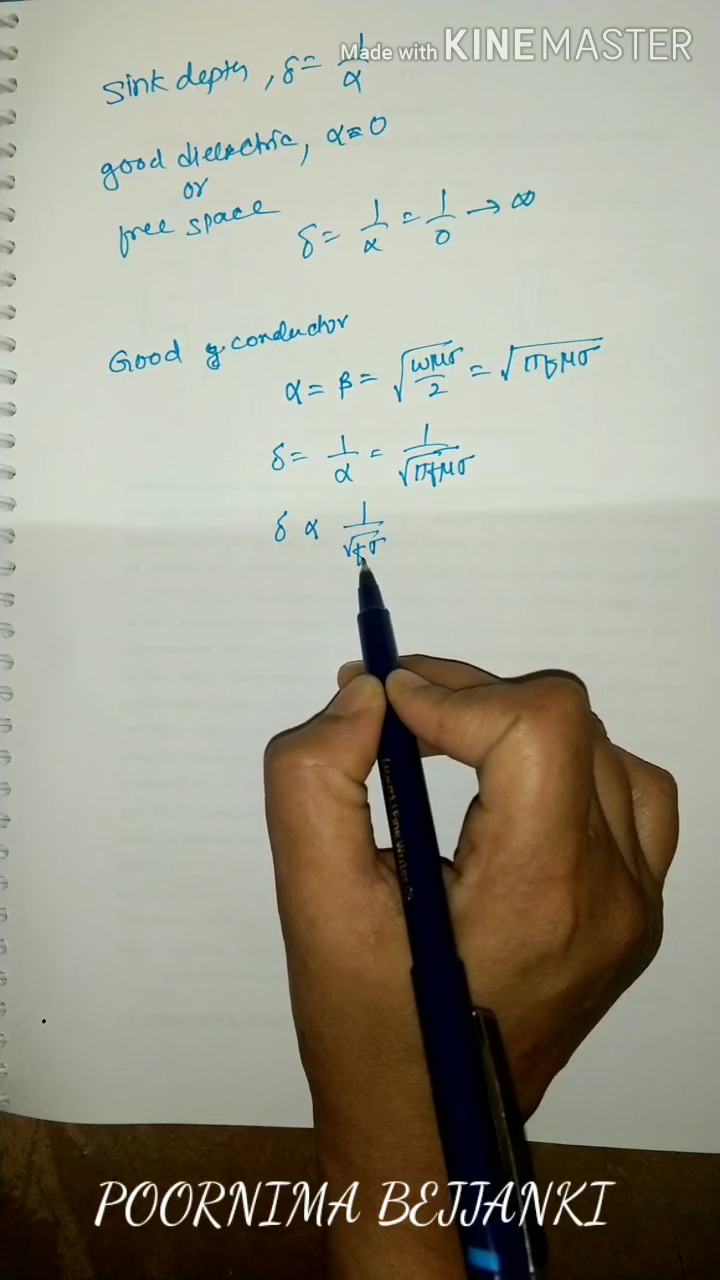 Made with KINEMASTER
Sink depth, δ = 1/α
good dielectric, α = 0
or
free space
δ = 1/α = 1/0 → ∞
Good conductor
α = β = √(ωμσ/2) = √(πfμσ)
δ = 1/α = 1/√(πfμσ)
δ ∝ 1/√(fσ)
POORNIMA BEJJANKI